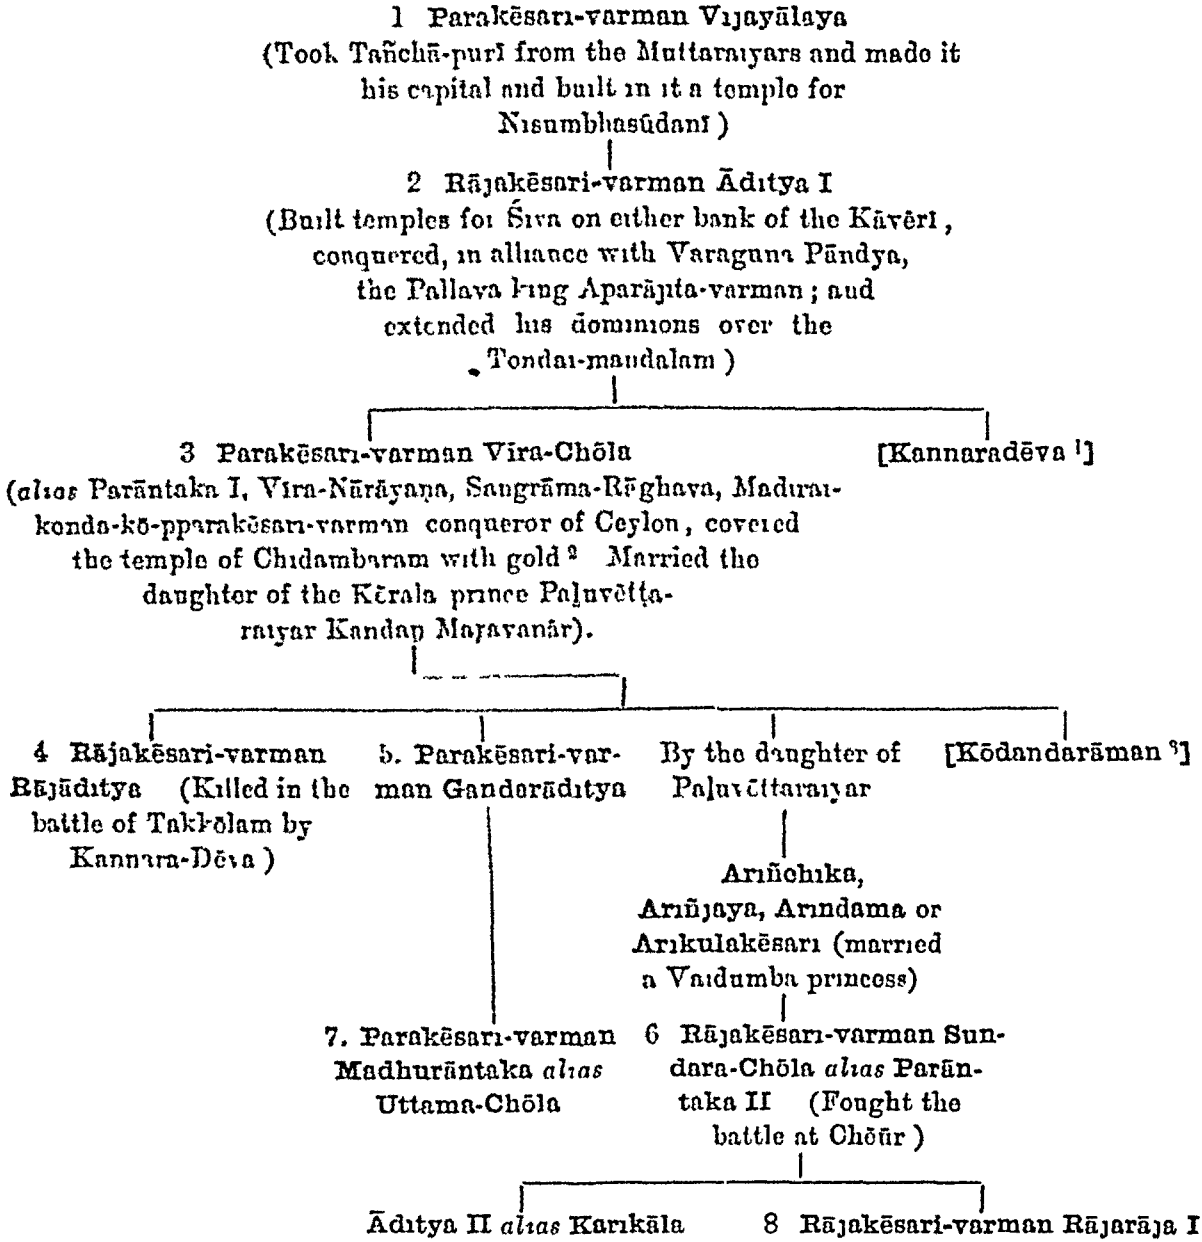 1 Parakēsari-varman Vijayālaya
(Took Tañchā-purī from the Muttaraiyars and made it
his capital and built in it a temple for
Nisumbhasūdanī)
2 Rājakēsari-varman Āditya I
(Built temples for Śiva on either bank of the Kāvērī,
conquered, in alliance with Varaguna Pāndya,
the Pallava king Aparājita-varman; and
extended his dominions over the
Tondai-mandalam)
3 Parakēsari-varman Vīra-Chōla
[Kannaradēva ¹]
(alias Parāntaka I, Vīra-Nārāyaṇa, Sangrāma-Rāghava, Madirai-
konda-kō-pparakēsari-varman conqueror of Ceylon, covered
the temple of Chidambaram with gold ² Married the
daughter of the Kērala prince Paḻuvēṭṭa-
raiyar Kandaṉ Maṟavanār).
4 Rājakēsari-varman
Rājāditya (Killed in the
battle of Takkōlam by
Kannara-Dēva)
5. Parakēsari-var-
man Gandarāditya
By the daughter of
Paḻuvēttaraiyar
[Kōdandarāman ³]
Ariñchika,
Ariñjaya, Arindama or
Arikulakēsari (married
a Vaidumba princess)
7. Parakēsari-varman
Madhurāntaka alias
Uttama-Chōla
6 Rājakēsari-varman Sun-
dara-Chōla alias Parān-
taka II (Fought the
battle at Chēūr)
Āditya II alias Karikāla
8 Rājakēsari-varman Rājarāja I